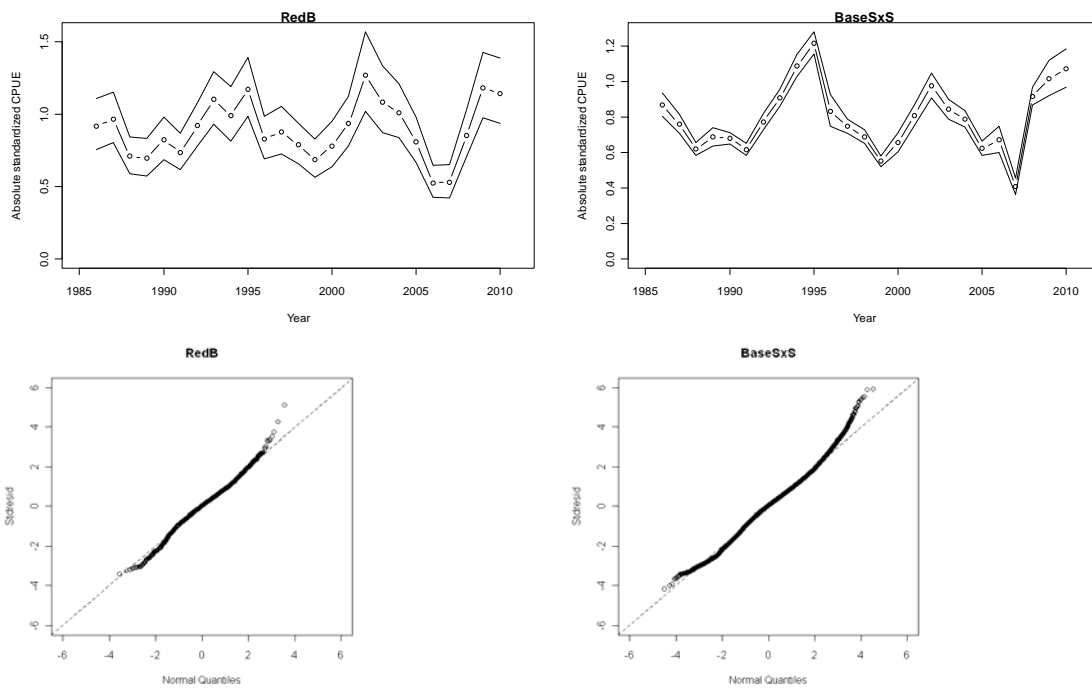 RedB
Absolute standardized CPUE
1.5
1.0
0.5
0.0
1985 1990 1995 2000 2005 2010
Year
BaseSxS
Absolute standardized CPUE
1.2
1.0
0.8
0.6
0.4
0.2
0.0
1985 1990 1995 2000 2005 2010
Year
RedB
Stdresid
6
4
2
0
-2
-4
-6
-6 -4 -2 0 2 4 6
Normal Quantiles
BaseSxS
Stdresid
6
4
2
0
-2
-4
-6
-6 -4 -2 0 2 4 6
Normal Quantiles